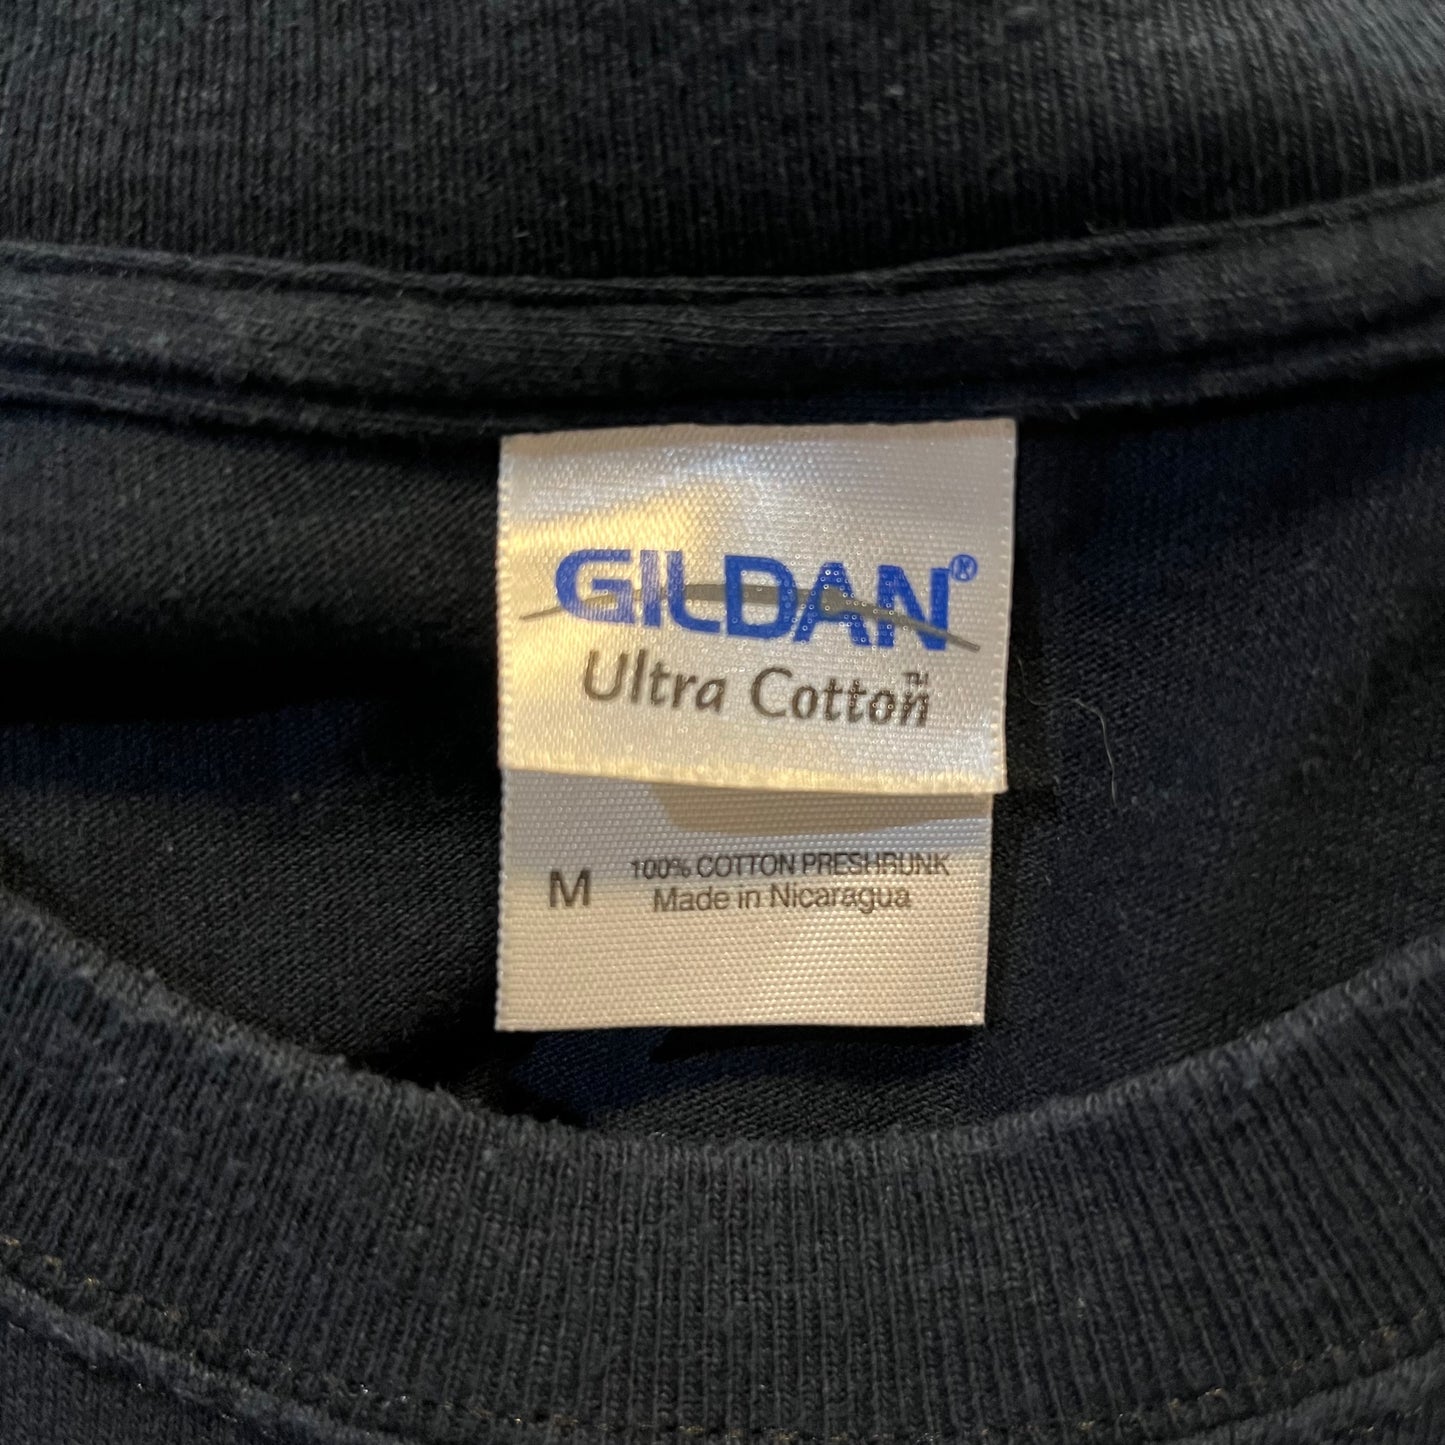 GILDAN®
Ultra Cotton™
M 100% COTTON PRESHRUNK
Made in Nicaragua